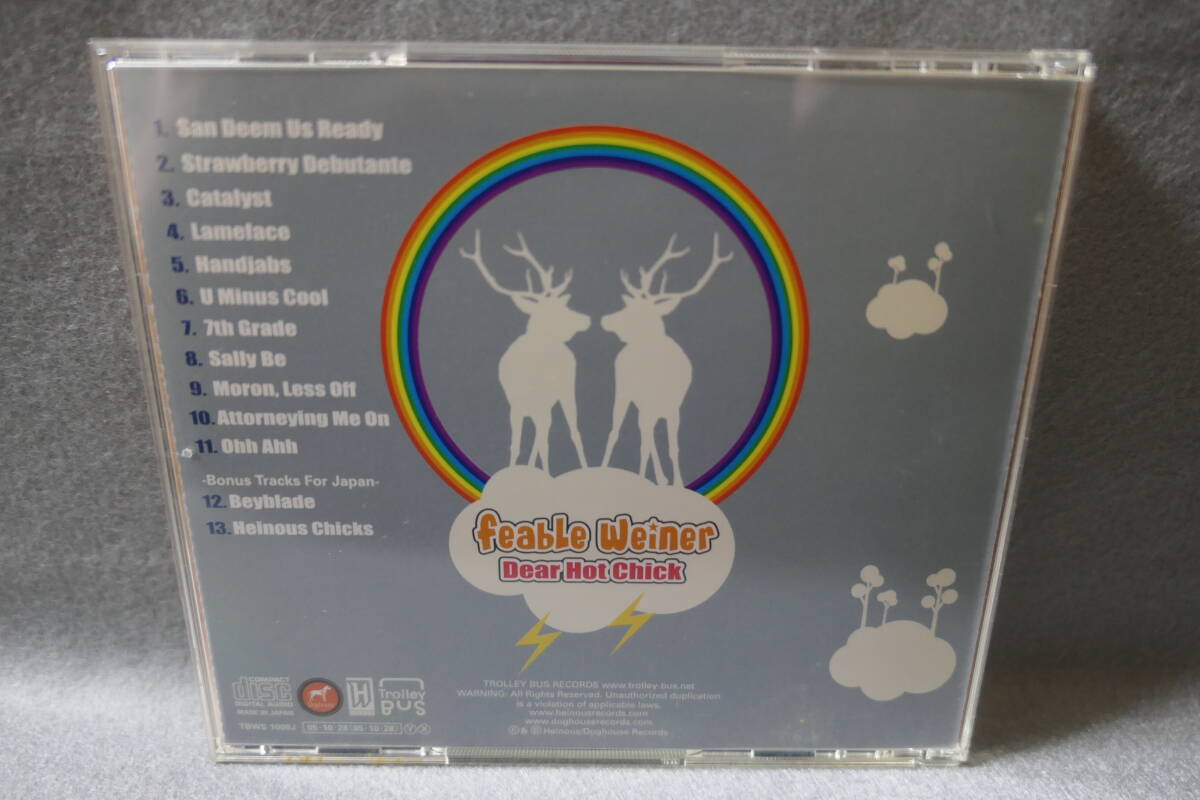 1. San Deem Us Ready
2. Strawberry Debutante
3. Catalyst
4. Lameface
5. Handjabs
6. U Minus Cool
7. 7th Grade
8. Sally Be
9. Moron, Less Off
10. Attorneying Me On
11. Ohh Ahh
-Bonus Tracks For Japan-
12. Beyblade
13. Heinous Chicks
feable Weiner
Dear Hot Chick
COMPACT
disc
DIGITAL AUDIO
MADE IN JAPAN
H
Trolley
BUS
TROLLEY BUS RECORDS www.trolley-bus.net
WARNING: All Rights Reserved. Unauthorized duplication
is a violation of applicable laws.
www.heinousrecords.com
www.doghouserecords.com
© & ℗ Heinous/Doghouse Records